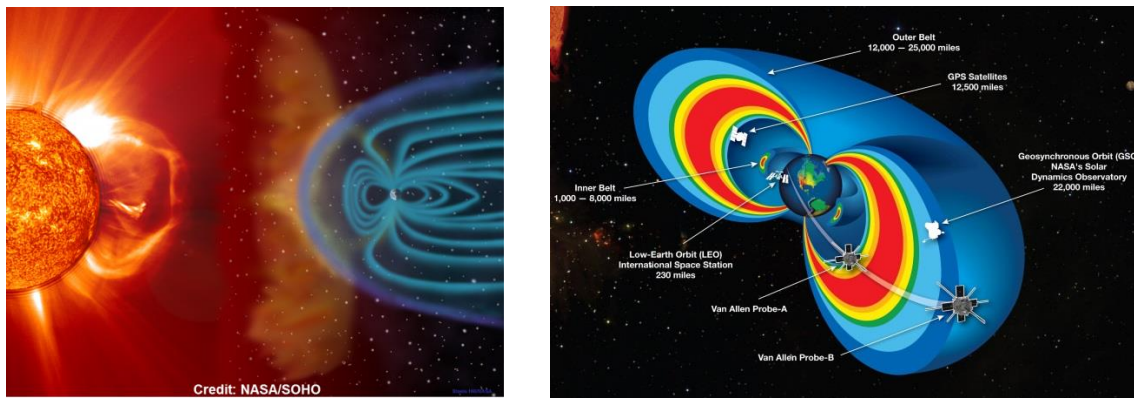 Credit: NASA/SOHO
Outer Belt
12,000 — 25,000 miles
GPS Satellites
12,500 miles
Geosynchronous Orbit (GSO)
NASA's Solar
Dynamics Observatory
22,000 miles
Inner Belt
1,000 — 8,000 miles
Low-Earth Orbit (LEO)
International Space Station
230 miles
Van Allen Probe-A
Van Allen Probe-B